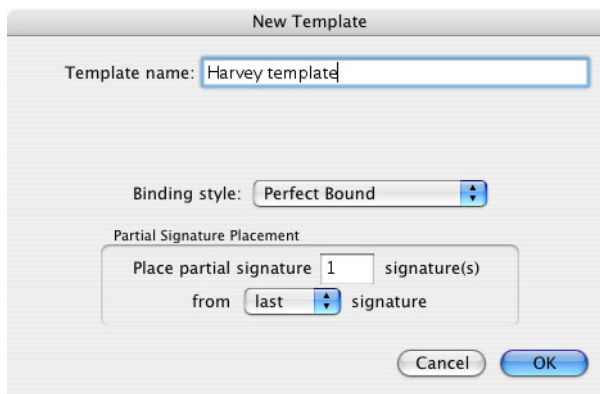 New Template
Template name: Harvey template
Binding style: Perfect Bound
Partial Signature Placement
Place partial signature 1 signature(s)
from last signature
Cancel OK